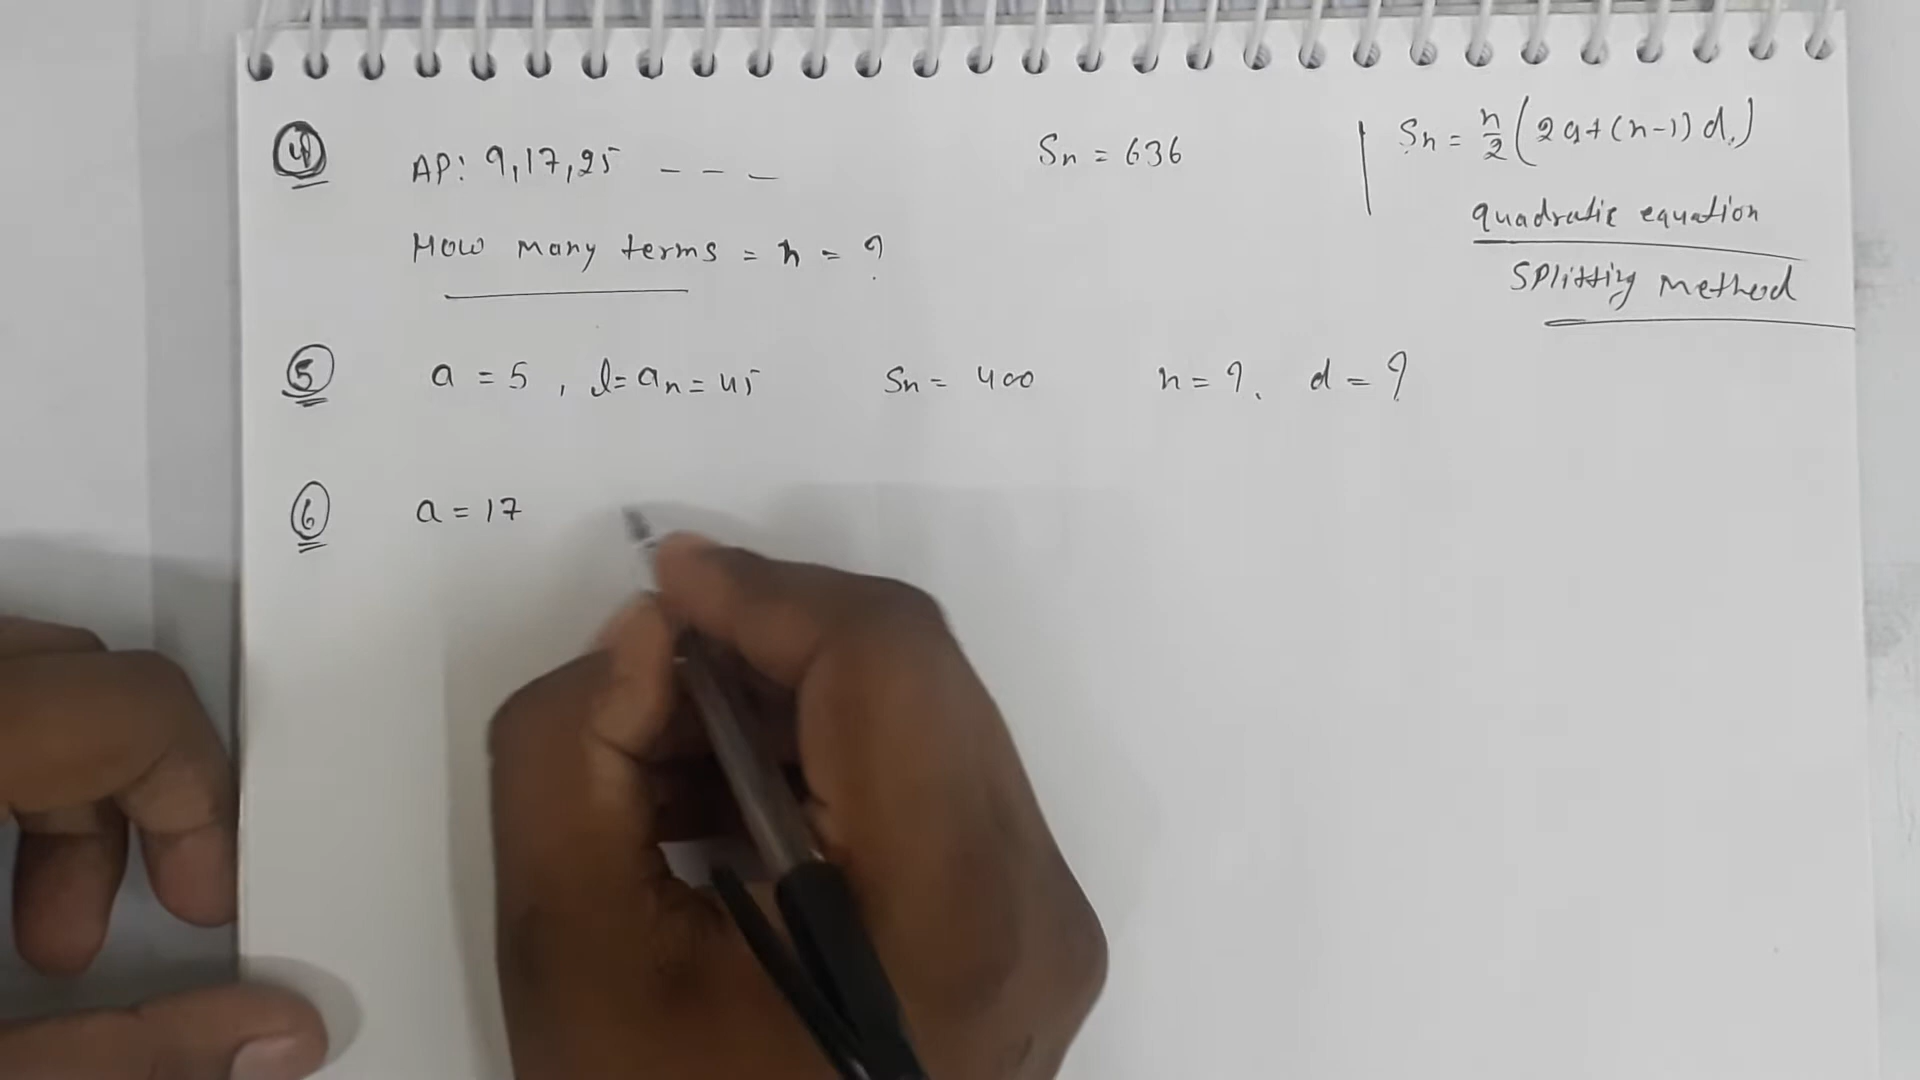 ④ AP: 9, 17, 25 - - - Sn = 636 | Sn = n/2 (2a+(n-1)d)
How many terms = n = ? quadratic equation
Splitting Method
⑤ a = 5, l = an = 45 Sn = 400 n = ?, d = ?
⑥ a = 17